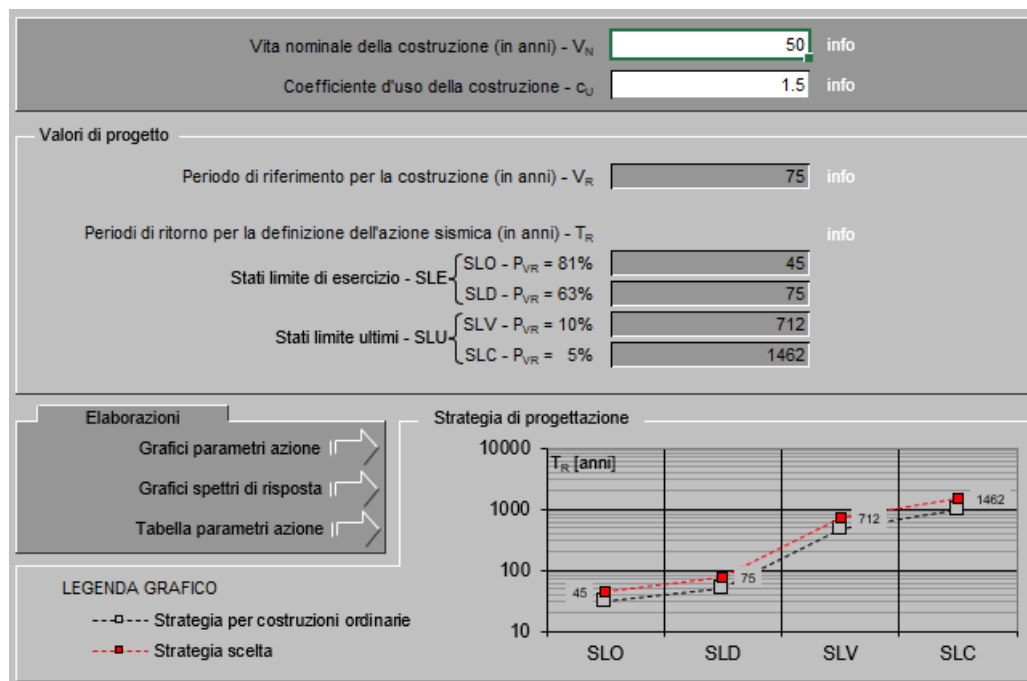 Vita nominale della costruzione (in anni) - VN 50 info
Coefficiente d'uso della costruzione - cU 1.5 info
Valori di progetto
Periodo di riferimento per la costruzione (in anni) - VR 75 info
Periodi di ritorno per la definizione dell'azione sismica (in anni) - TR info
Stati limite di esercizio - SLE
SLO - PVR = 81% 45
SLD - PVR = 63% 75
Stati limite ultimi - SLU
SLV - PVR = 10% 712
SLC - PVR = 5% 1462
Elaborazioni
Grafici parametri azione
Grafici spettri di risposta
Tabella parametri azione
LEGENDA GRAFICO
Strategia per costruzioni ordinarie
Strategia scelta
Strategia di progettazione
TR [anni]
10000
1000
100
10
45
75
712
1462
SLO SLD SLV SLC